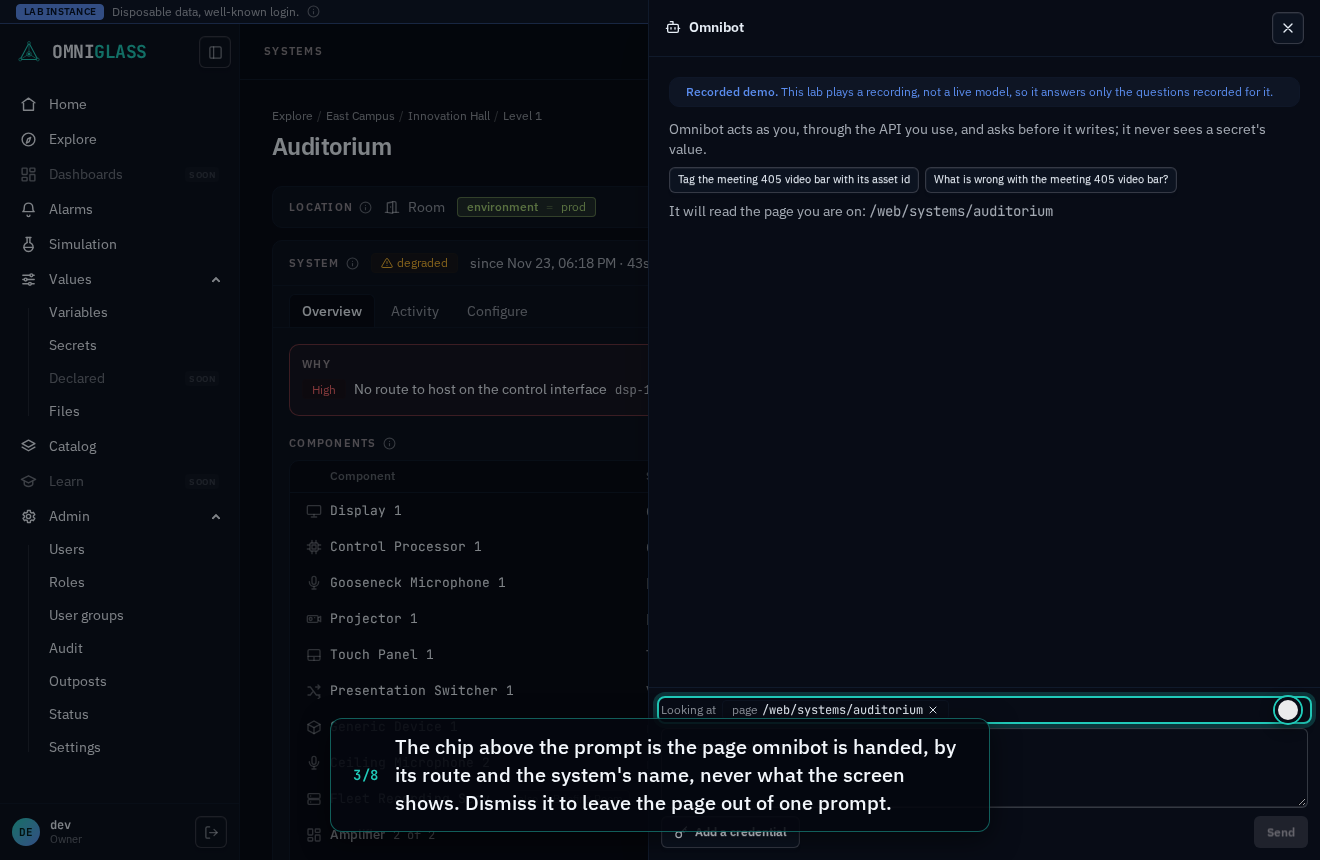 LAB INSTANCE Disposable data, well-known login.
OMNIGLASS
Home
Explore
Dashboards SOON
Alarms
Simulation
Values
Variables
Secrets
Declared SOON
Files
Catalog
Learn SOON
Admin
Users
Roles
User groups
Audit
Outposts
Status
Settings
DE dev
Owner
SYSTEMS
Explore / East Campus / Innovation Hall / Level 1
Auditorium
LOCATION Room environment = prod
SYSTEM degraded since Nov 23, 06:18 PM · 43s
Overview Activity Configure
WHY
High No route to host on the control interface dsp-1
COMPONENTS
Component
Display 1
Control Processor 1
Gooseneck Microphone 1
Projector 1
Touch Panel 1
Presentation Switcher 1
Generic Device 1
Ceiling Microphone 2
Amplifier 2 of 2
Omnibot
Recorded demo. This lab plays a recording, not a live model, so it answers only the questions recorded for it.
Omnibot acts as you, through the API you use, and asks before it writes; it never sees a secret's
value.
Tag the meeting 405 video bar with its asset id What is wrong with the meeting 405 video bar?
It will read the page you are on: /web/systems/auditorium
Looking at page /web/systems/auditorium
3/8
The chip above the prompt is the page omnibot is handed, by
its route and the system's name, never what the screen
shows. Dismiss it to leave the page out of one prompt.
Add a credential
Send